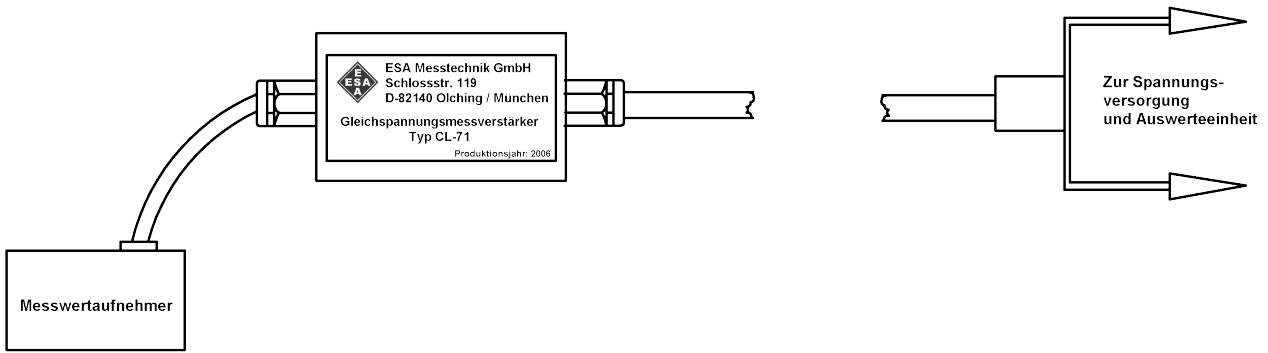 E
ESA
A
ESA Messtechnik GmbH
Schlossstr. 119
D-82140 Olching / München
Gleichspannungsmessverstärker
Typ CL-71
Produktionsjahr: 2006
Zur Spannungs-
versorgung
und Auswerteeinheit
Messwertaufnehmer